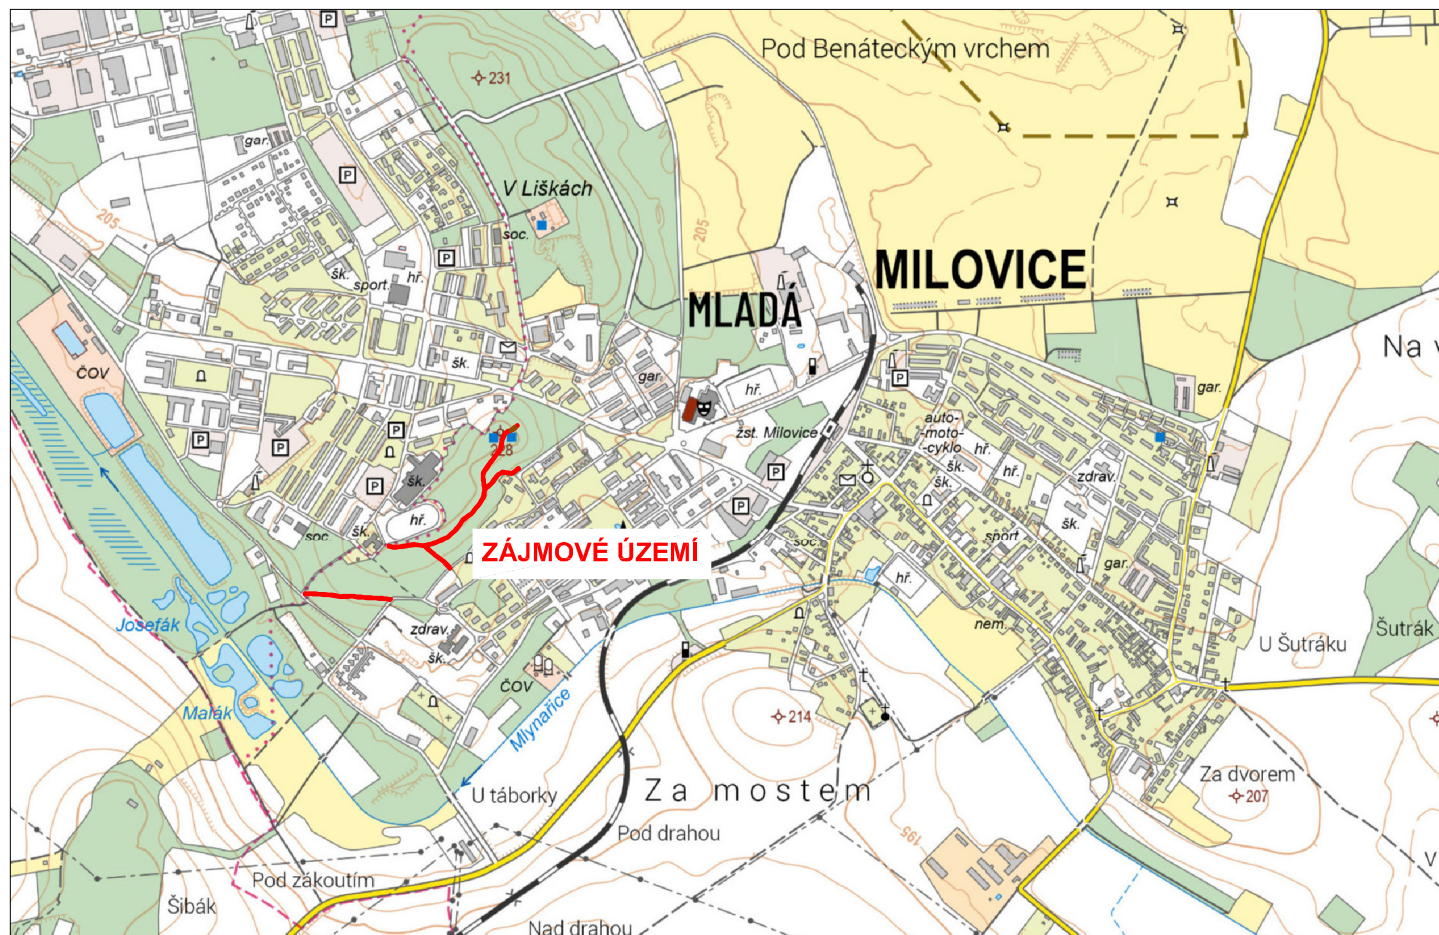 Pod Benáteckým vrchem
231
gar.
P
P
V Liškách
soc.
205
205
P
šk.
sport.
hř.
P
MILOVICE
MLADÁ
Na v
ČOV
šk.
gar.
hř.
P
gar.
228
P
P
P
šk.
hř.
soc.
šk.
žst. Milovice
P
P
auto-
-moto-
-cyklo
hř.
šk.
hř.
šk.
zdrav.
šk.
sport
gar.
ZÁJMOVÉ ÚZEMÍ
soc.
hř.
nem.
Josefák
zdrav.
šk.
ČOV
Malák
Mlynařice
U Šutráku
Šutrák
214
Za mostem
Za dvorem
207
U táborky
Pod drahou
195
V
Pod zákoutím
Šibák
Nad drahou